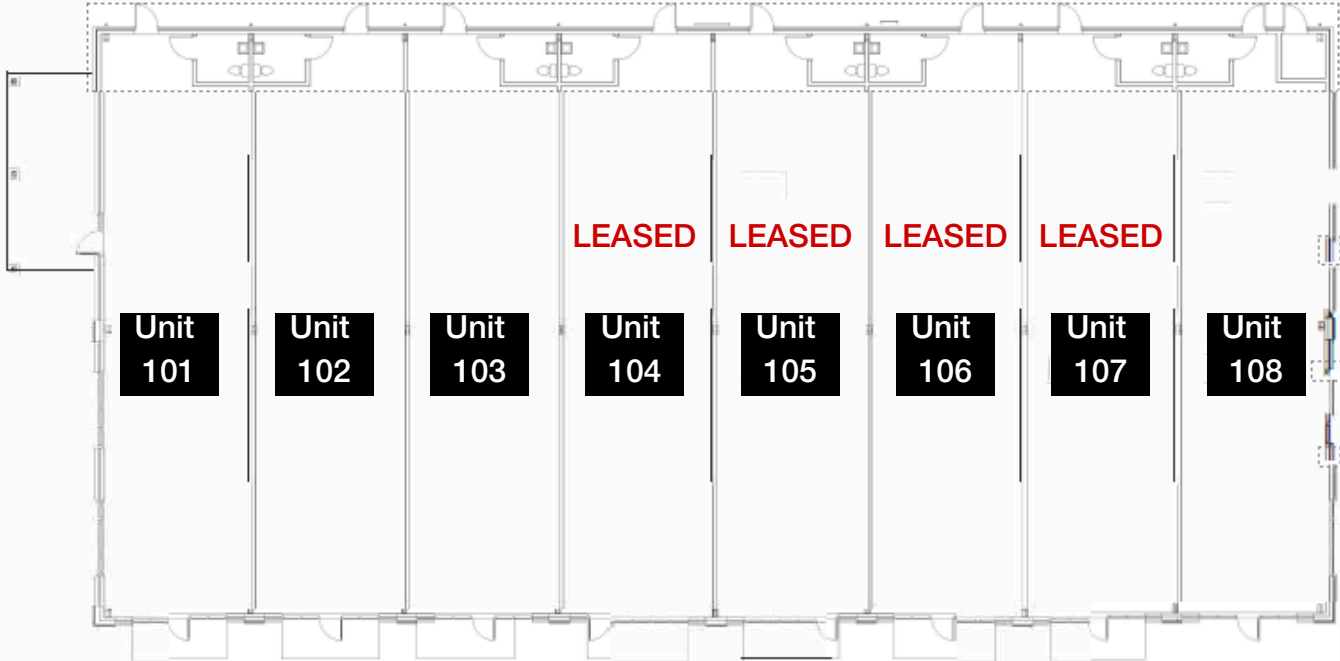 LEASED LEASED LEASED LEASED
Unit
101
Unit
102
Unit
103
Unit
104
Unit
105
Unit
106
Unit
107
Unit
108